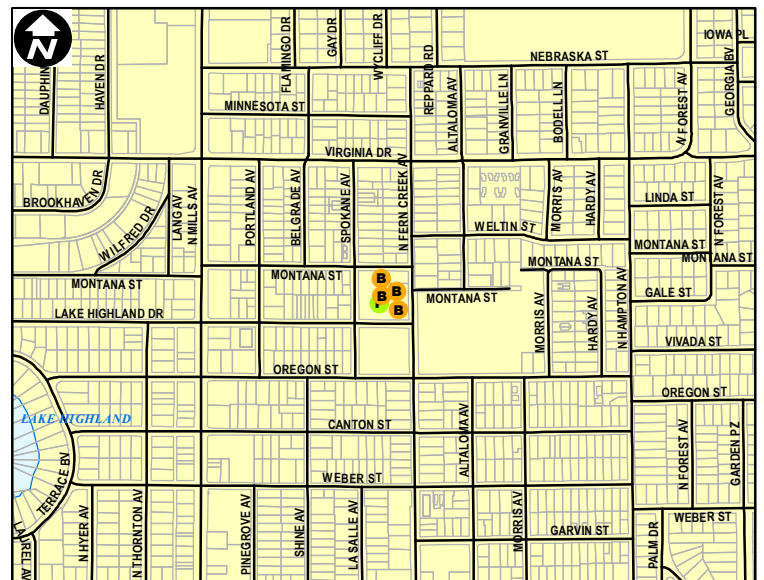 N
DAUPHIN
HAVEN DR
FLAMINGO DR
GAY DR
WYCLIFF DR
REPPARD RD
NEBRASKA ST
IOWA PL
GEORGIA BV
MINNESOTA ST
ALTALOMA AV
GRANVILLE LN
BODELL LN
N FOREST AV
VIRGINIA DR
BROOKHAVEN DR
WILFRED DR
LANG AV
N MILLS AV
PORTLAND AV
BELGRADE AV
SPOKANE AV
N FERN CREEK AV
WELTIN ST
MORRIS AV
HARDY AV
LINDA ST
N FOREST AV
MONTANA ST
MONTANA ST
MONTANA ST
MONTANA ST
MONTANA ST
MONTANA ST
B
B
B
B
LAKE HIGHLAND DR
MORRIS AV
HARDY AV
N HAMPTON AV
GALE ST
VIVADA ST
OREGON ST
OREGON ST
LAKE HIGHLAND
CANTON ST
ALTALOMA AV
N FOREST AV
GARDEN PZ
TERRACE BV
WEBER ST
WEBER ST
LAUREL AV
N HYER AV
N THORNTON AV
PINEGROVE AV
SHINE AV
LA SALLE AV
MORRIS AV
GARVIN ST
PALM DR